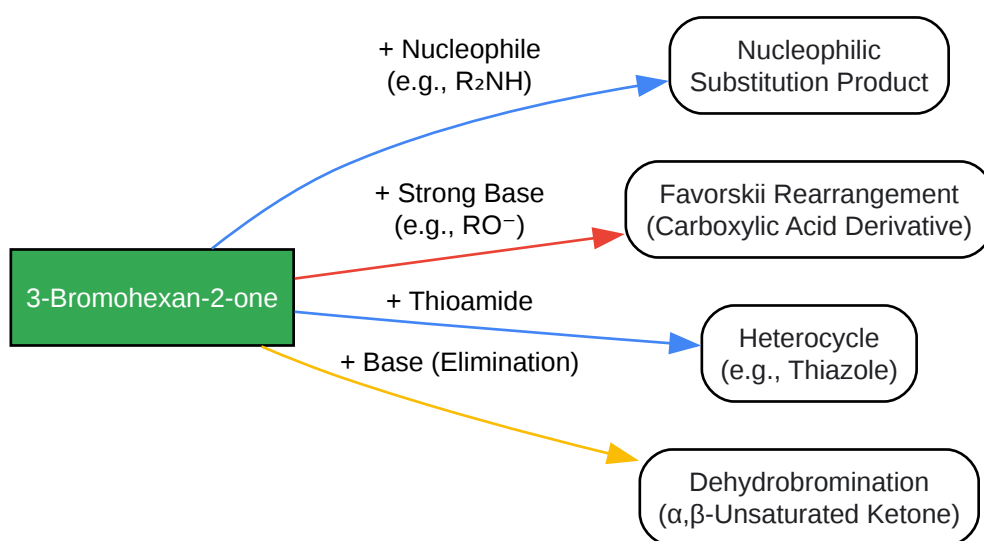 + Nucleophile
(e.g., R₂NH)
Nucleophilic
Substitution Product
+ Strong Base
(e.g., RO⁻)
Favorskii Rearrangement
(Carboxylic Acid Derivative)
3-Bromohexan-2-one
+ Thioamide
Heterocycle
(e.g., Thiazole)
+ Base (Elimination)
Dehydrobromination
(α,β-Unsaturated Ketone)